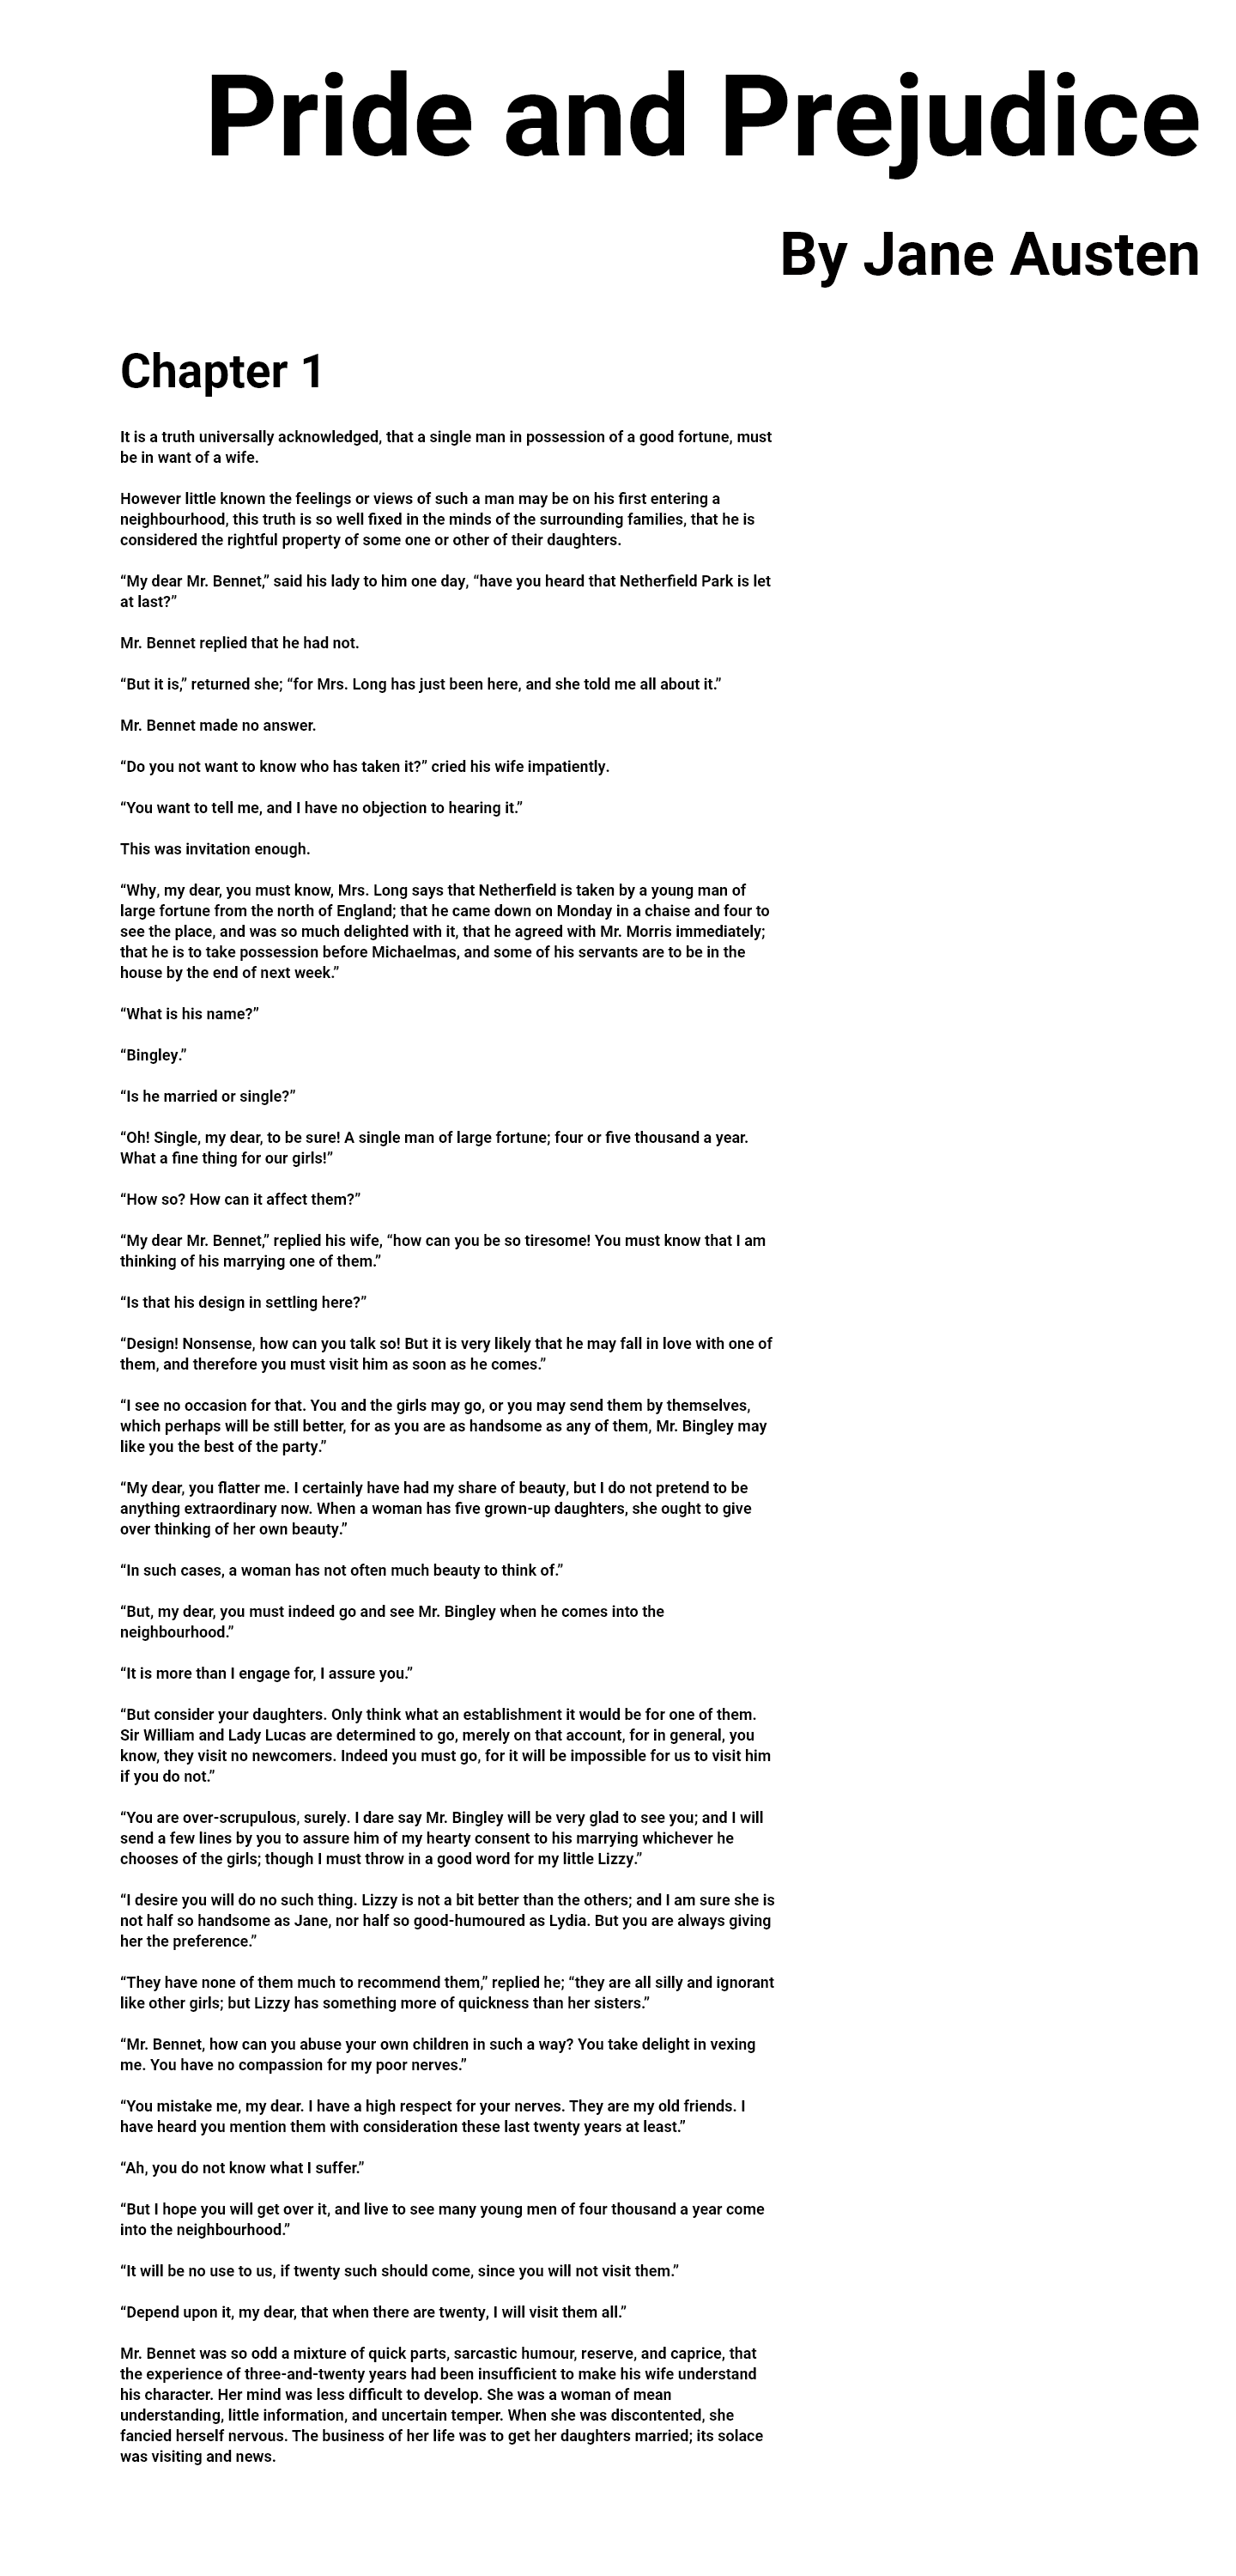 Pride and Prejudice
By Jane Austen
Chapter 1
It is a truth universally acknowledged, that a single man in possession of a good fortune, must
be in want of a wife.
However little known the feelings or views of such a man may be on his first entering a
neighbourhood, this truth is so well fixed in the minds of the surrounding families, that he is
considered the rightful property of some one or other of their daughters.
“My dear Mr. Bennet,” said his lady to him one day, “have you heard that Netherfield Park is let
at last?”
Mr. Bennet replied that he had not.
“But it is,” returned she; “for Mrs. Long has just been here, and she told me all about it.”
Mr. Bennet made no answer.
“Do you not want to know who has taken it?” cried his wife impatiently.
“You want to tell me, and I have no objection to hearing it.”
This was invitation enough.
“Why, my dear, you must know, Mrs. Long says that Netherfield is taken by a young man of
large fortune from the north of England; that he came down on Monday in a chaise and four to
see the place, and was so much delighted with it, that he agreed with Mr. Morris immediately;
that he is to take possession before Michaelmas, and some of his servants are to be in the
house by the end of next week.”
“What is his name?”
“Bingley.”
“Is he married or single?”
“Oh! Single, my dear, to be sure! A single man of large fortune; four or five thousand a year.
What a fine thing for our girls!”
“How so? How can it affect them?”
“My dear Mr. Bennet,” replied his wife, “how can you be so tiresome! You must know that I am
thinking of his marrying one of them.”
“Is that his design in settling here?”
“Design! Nonsense, how can you talk so! But it is very likely that he may fall in love with one of
them, and therefore you must visit him as soon as he comes.”
“I see no occasion for that. You and the girls may go, or you may send them by themselves,
which perhaps will be still better, for as you are as handsome as any of them, Mr. Bingley may
like you the best of the party.”
“My dear, you flatter me. I certainly have had my share of beauty, but I do not pretend to be
anything extraordinary now. When a woman has five grown-up daughters, she ought to give
over thinking of her own beauty.”
“In such cases, a woman has not often much beauty to think of.”
“But, my dear, you must indeed go and see Mr. Bingley when he comes into the
neighbourhood.”
“It is more than I engage for, I assure you.”
“But consider your daughters. Only think what an establishment it would be for one of them.
Sir William and Lady Lucas are determined to go, merely on that account, for in general, you
know, they visit no newcomers. Indeed you must go, for it will be impossible for us to visit him
if you do not.”
“You are over-scrupulous, surely. I dare say Mr. Bingley will be very glad to see you; and I will
send a few lines by you to assure him of my hearty consent to his marrying whichever he
chooses of the girls; though I must throw in a good word for my little Lizzy.”
“I desire you will do no such thing. Lizzy is not a bit better than the others; and I am sure she is
not half so handsome as Jane, nor half so good-humoured as Lydia. But you are always giving
her the preference.”
“They have none of them much to recommend them,” replied he; “they are all silly and ignorant
like other girls; but Lizzy has something more of quickness than her sisters.”
“Mr. Bennet, how can you abuse your own children in such a way? You take delight in vexing
me. You have no compassion for my poor nerves.”
“You mistake me, my dear. I have a high respect for your nerves. They are my old friends. I
have heard you mention them with consideration these last twenty years at least.”
“Ah, you do not know what I suffer.”
“But I hope you will get over it, and live to see many young men of four thousand a year come
into the neighbourhood.”
“It will be no use to us, if twenty such should come, since you will not visit them.”
“Depend upon it, my dear, that when there are twenty, I will visit them all.”
Mr. Bennet was so odd a mixture of quick parts, sarcastic humour, reserve, and caprice, that
the experience of three-and-twenty years had been insufficient to make his wife understand
his character. Her mind was less difficult to develop. She was a woman of mean
understanding, little information, and uncertain temper. When she was discontented, she
fancied herself nervous. The business of her life was to get her daughters married; its solace
was visiting and news.